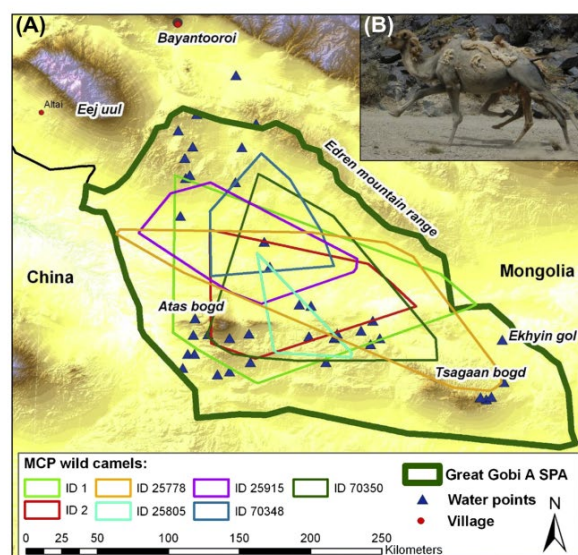 (A)
(B)
Bayantooroi
Altai
Eej uul
Edren mountain range
China
Mongolia
Atas bogd
Ekhyin gol
Tsagaan bogd
MCP wild camels:
ID 1
ID 25778
ID 25915
ID 70350
ID 2
ID 25805
ID 70348
Great Gobi A SPA
Water points
Village
N
0 25 50 100 150 200 250
Kilometers